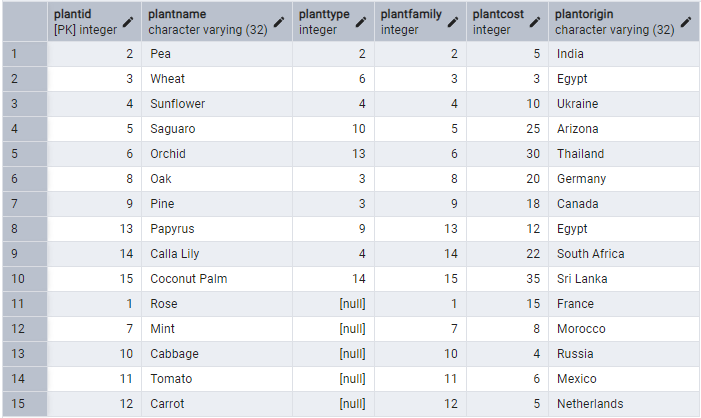 plantid plantname planttype plantfamily plantcost plantorigin
[PK] integer character varying (32) integer integer integer character varying (32)
1 2 Pea 2 2 5 India
2 3 Wheat 6 3 3 Egypt
3 4 Sunflower 4 4 10 Ukraine
4 5 Saguaro 10 5 25 Arizona
5 6 Orchid 13 6 30 Thailand
6 8 Oak 3 8 20 Germany
7 9 Pine 3 9 18 Canada
8 13 Papyrus 9 13 12 Egypt
9 14 Calla Lily 4 14 22 South Africa
10 15 Coconut Palm 14 15 35 Sri Lanka
11 1 Rose [null] 1 15 France
12 7 Mint [null] 7 8 Morocco
13 10 Cabbage [null] 10 4 Russia
14 11 Tomato [null] 11 6 Mexico
15 12 Carrot [null] 12 5 Netherlands